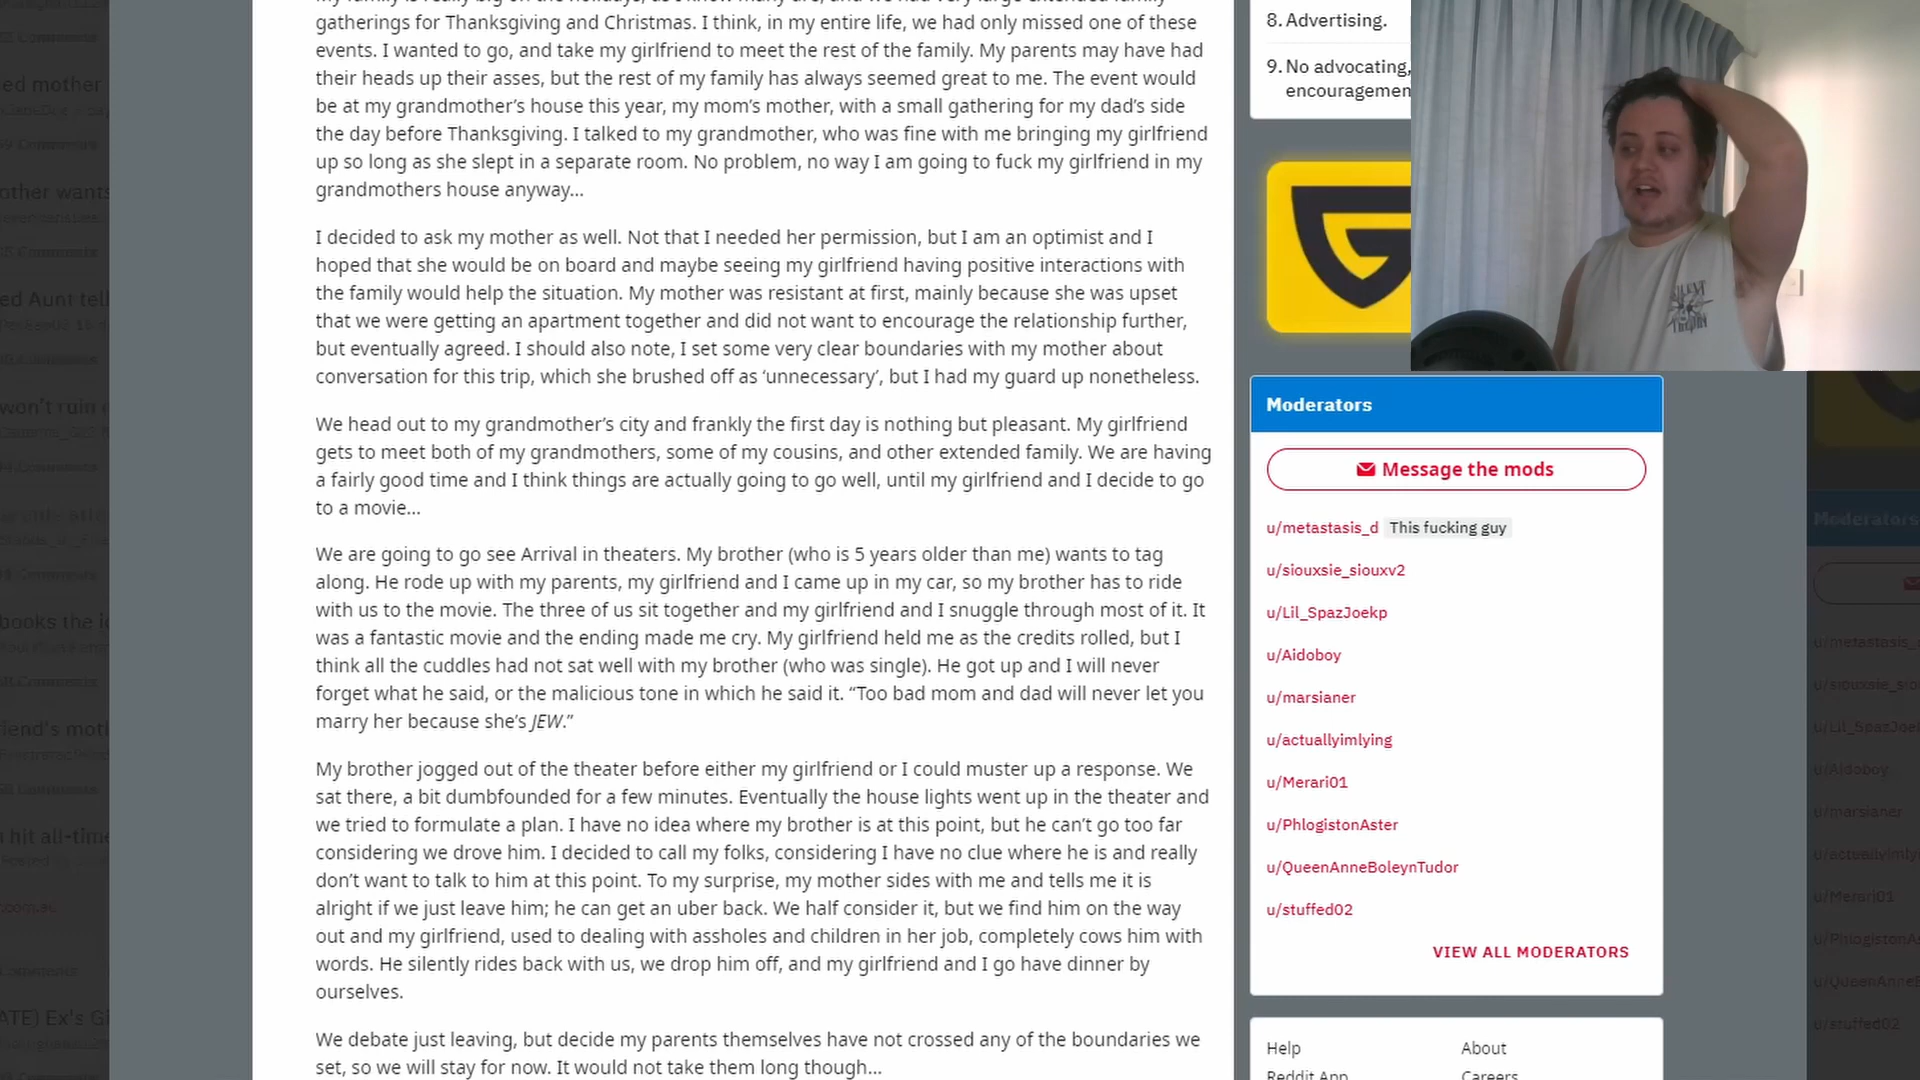 gatherings for Thanksgiving and Christmas. I think, in my entire life, we had only missed one of these
events. I wanted to go, and take my girlfriend to meet the rest of the family. My parents may have had
their heads up their asses, but the rest of my family has always seemed great to me. The event would
be at my grandmother’s house this year, my mom’s mother, with a small gathering for my dad’s side
the day before Thanksgiving. I talked to my grandmother, who was fine with me bringing my girlfriend
up so long as she slept in a separate room. No problem, no way I am going to fuck my girlfriend in my
grandmothers house anyway...
I decided to ask my mother as well. Not that I needed her permission, but I am an optimist and I
hoped that she would be on board and maybe seeing my girlfriend having positive interactions with
the family would help the situation. My mother was resistant at first, mainly because she was upset
that we were getting an apartment together and did not want to encourage the relationship further,
but eventually agreed. I should also note, I set some very clear boundaries with my mother about
conversation for this trip, which she brushed off as ‘unnecessary’, but I had my guard up nonetheless.
We head out to my grandmother’s city and frankly the first day is nothing but pleasant. My girlfriend
gets to meet both of my grandmothers, some of my cousins, and other extended family. We are having
a fairly good time and I think things are actually going to go well, until my girlfriend and I decide to go
to a movie...
We are going to go see Arrival in theaters. My brother (who is 5 years older than me) wants to tag
along. He rode up with my parents, my girlfriend and I came up in my car, so my brother has to ride
with us to the movie. The three of us sit together and my girlfriend and I snuggle through most of it. It
was a fantastic movie and the ending made me cry. My girlfriend held me as the credits rolled, but I
think all the cuddles had not sat well with my brother (who was single). He got up and I will never
forget what he said, or the malicious tone in which he said it. “Too bad mom and dad will never let you
marry her because she’s JEW.”
My brother jogged out of the theater before either my girlfriend or I could muster up a response. We
sat there, a bit dumbfounded for a few minutes. Eventually the house lights went up in the theater and
we tried to formulate a plan. I have no idea where my brother is at this point, but he can’t go too far
considering we drove him. I decided to call my folks, considering I have no clue where he is and really
don’t want to talk to him at this point. To my surprise, my mother sides with me and tells me it is
alright if we just leave him; he can get an uber back. We half consider it, but we find him on the way
out and my girlfriend, used to dealing with assholes and children in her job, completely cows him with
words. He silently rides back with us, we drop him off, and my girlfriend and I go have dinner by
ourselves.
We debate just leaving, but decide my parents themselves have not crossed any of the boundaries we
set, so we will stay for now. It would not take them long though...
8. Advertising.
9. No advocating,
encouragemen
Moderators
Message the mods
u/metastasis_d This fucking guy
u/siouxsie_siouxv2
u/Lil_SpazJoekp
u/Aidoboy
u/marsianer
u/actuallyimlying
u/Merari01
u/PhlogistonAster
u/QueenAnneBoleynTudor
u/stuffed02
VIEW ALL MODERATORS
Help About
Reddit App Careers